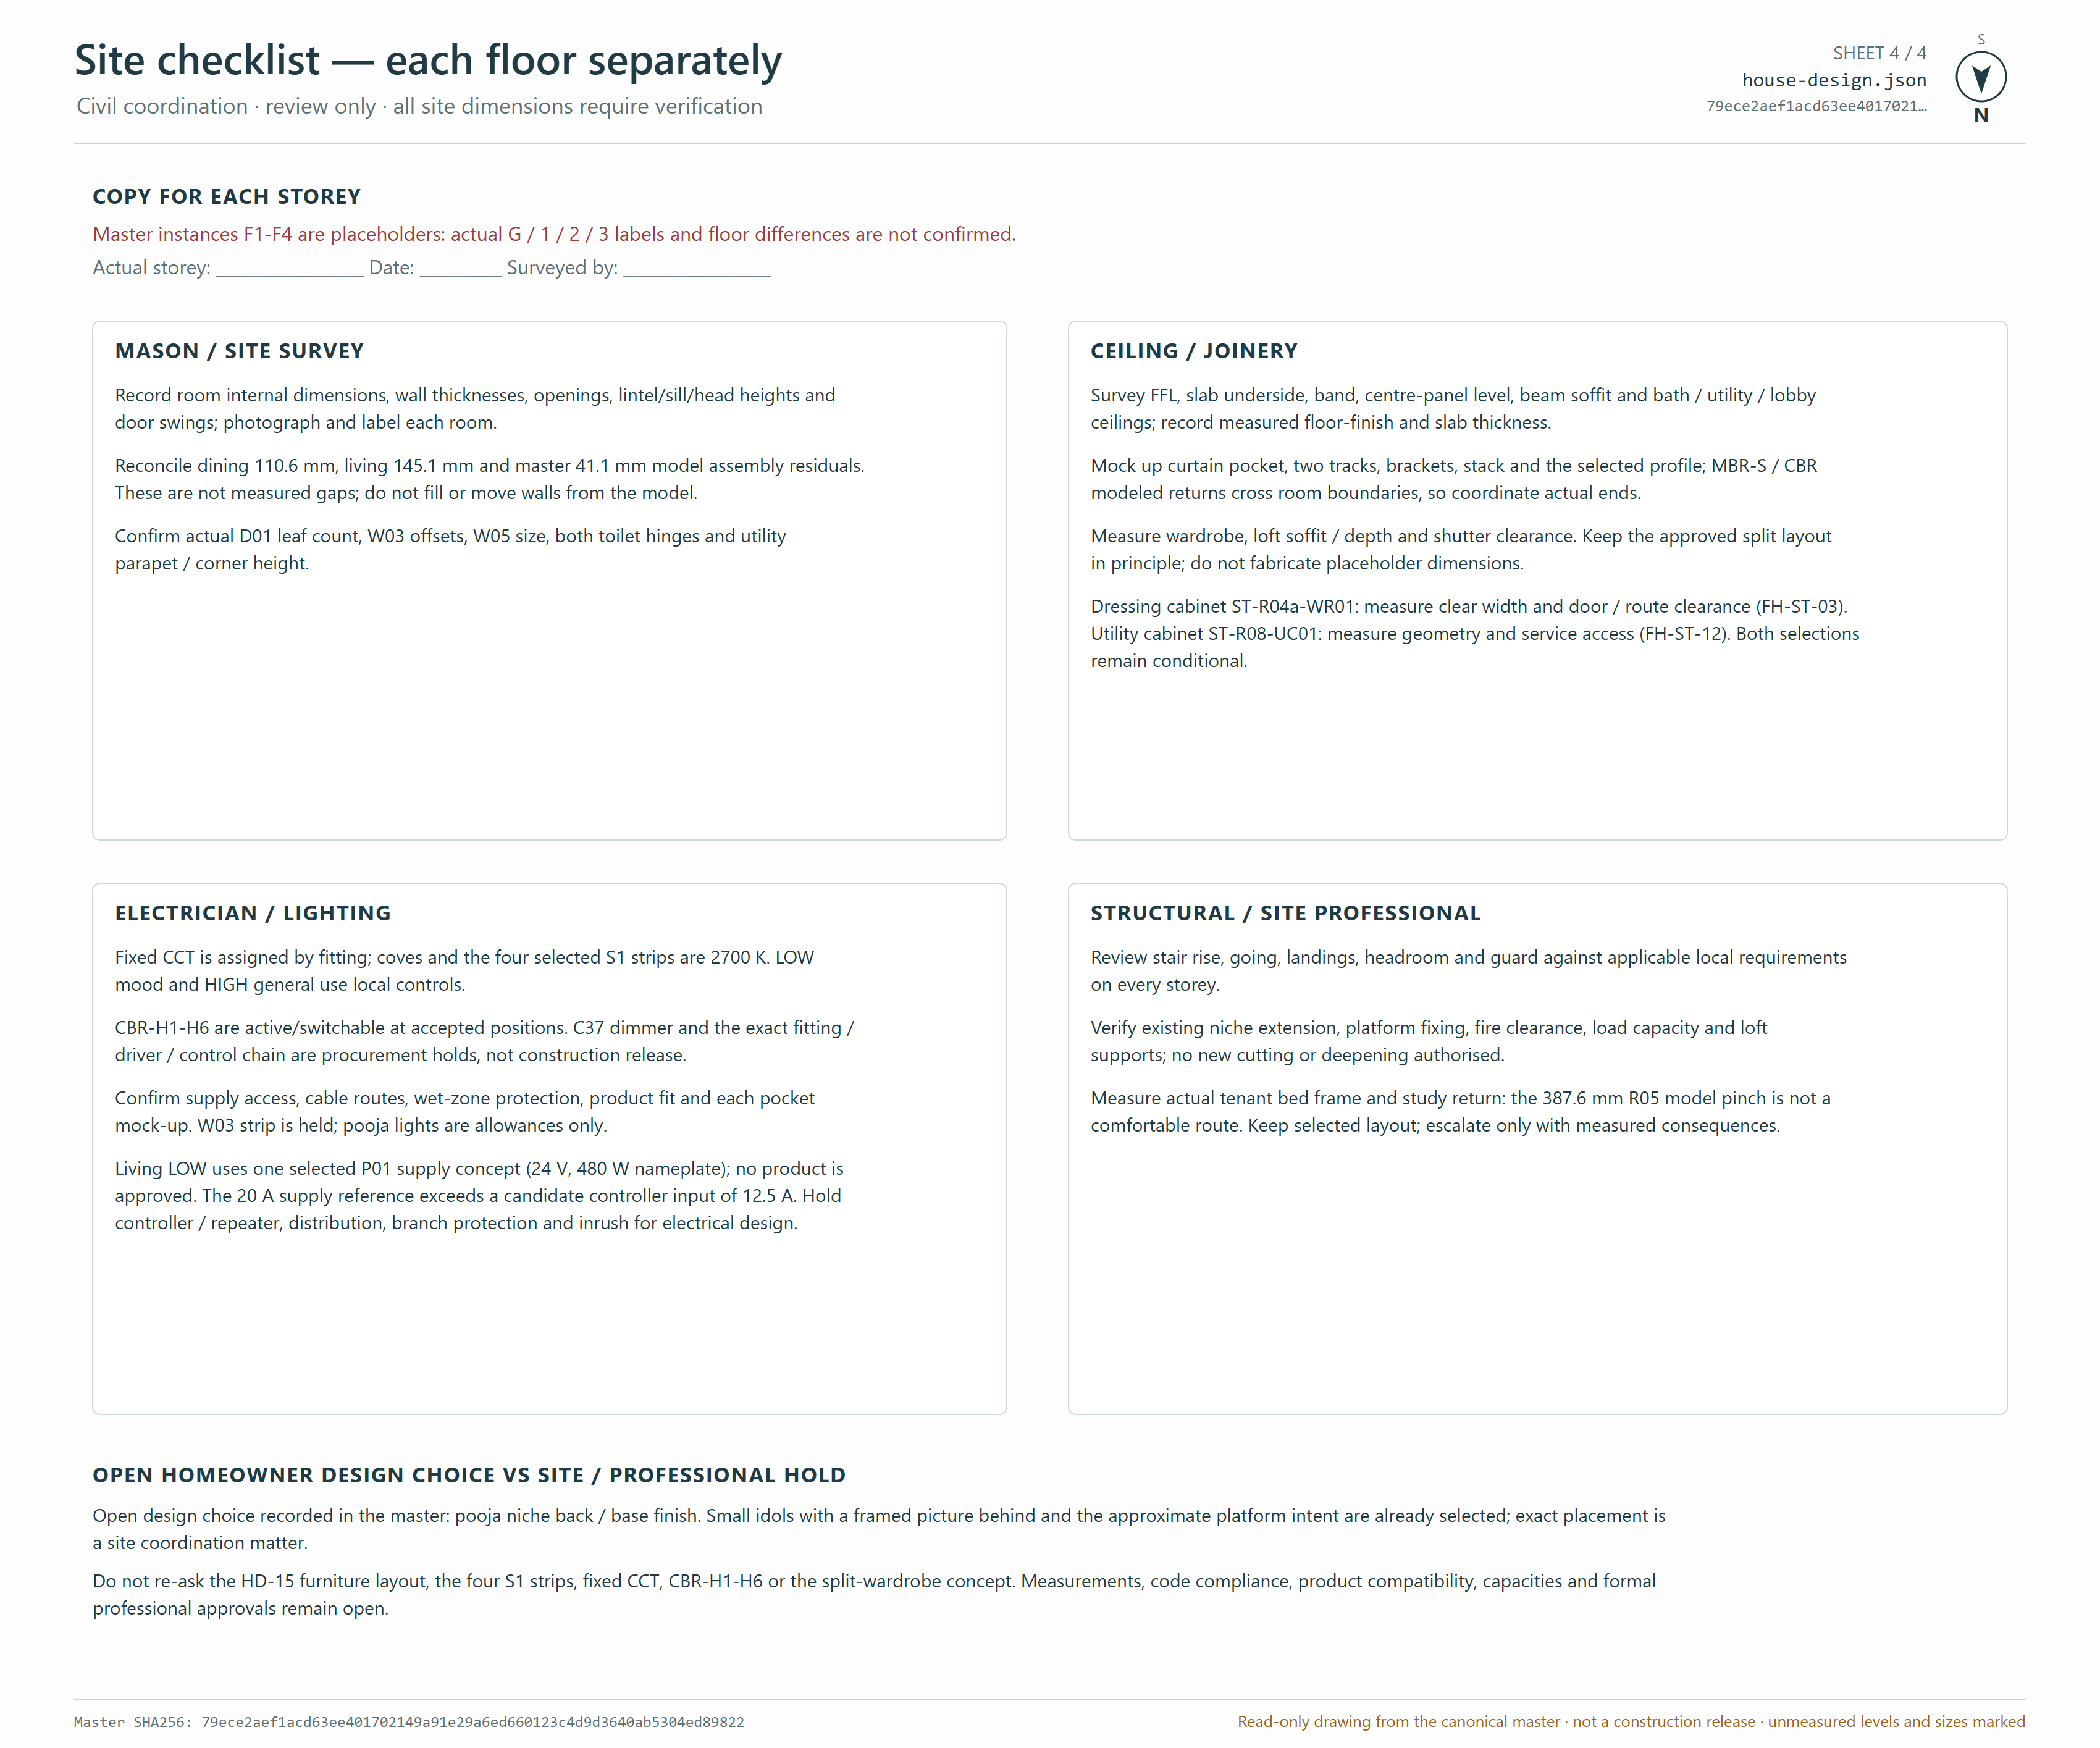 Site checklist — each floor separately
Civil coordination · review only · all site dimensions require verification
SHEET 4 / 4
house-design.json
79ece2aef1acd63ee4017021…
S
N
COPY FOR EACH STOREY
Master instances F1-F4 are placeholders: actual G / 1 / 2 / 3 labels and floor differences are not confirmed.
Actual storey: ________________ Date: _________ Surveyed by: ________________
MASON / SITE SURVEY
Record room internal dimensions, wall thicknesses, openings, lintel/sill/head heights and
door swings; photograph and label each room.
Reconcile dining 110.6 mm, living 145.1 mm and master 41.1 mm model assembly residuals.
These are not measured gaps; do not fill or move walls from the model.
Confirm actual D01 leaf count, W03 offsets, W05 size, both toilet hinges and utility
parapet / corner height.
CEILING / JOINERY
Survey FFL, slab underside, band, centre-panel level, beam soffit and bath / utility / lobby
ceilings; record measured floor-finish and slab thickness.
Mock up curtain pocket, two tracks, brackets, stack and the selected profile; MBR-S / CBR
modeled returns cross room boundaries, so coordinate actual ends.
Measure wardrobe, loft soffit / depth and shutter clearance. Keep the approved split layout
in principle; do not fabricate placeholder dimensions.
Dressing cabinet ST-R04a-WR01: measure clear width and door / route clearance (FH-ST-03).
Utility cabinet ST-R08-UC01: measure geometry and service access (FH-ST-12). Both selections
remain conditional.
ELECTRICIAN / LIGHTING
Fixed CCT is assigned by fitting; coves and the four selected S1 strips are 2700 K. LOW
mood and HIGH general use local controls.
CBR-H1-H6 are active/switchable at accepted positions. C37 dimmer and the exact fitting /
driver / control chain are procurement holds, not construction release.
Confirm supply access, cable routes, wet-zone protection, product fit and each pocket
mock-up. W03 strip is held; pooja lights are allowances only.
Living LOW uses one selected P01 supply concept (24 V, 480 W nameplate); no product is
approved. The 20 A supply reference exceeds a candidate controller input of 12.5 A. Hold
controller / repeater, distribution, branch protection and inrush for electrical design.
STRUCTURAL / SITE PROFESSIONAL
Review stair rise, going, landings, headroom and guard against applicable local requirements
on every storey.
Verify existing niche extension, platform fixing, fire clearance, load capacity and loft
supports; no new cutting or deepening authorised.
Measure actual tenant bed frame and study return: the 387.6 mm R05 model pinch is not a
comfortable route. Keep selected layout; escalate only with measured consequences.
OPEN HOMEOWNER DESIGN CHOICE VS SITE / PROFESSIONAL HOLD
Open design choice recorded in the master: pooja niche back / base finish. Small idols with a framed picture behind and the approximate platform intent are already selected; exact placement is
a site coordination matter.
Do not re-ask the HD-15 furniture layout, the four S1 strips, fixed CCT, CBR-H1-H6 or the split-wardrobe concept. Measurements, code compliance, product compatibility, capacities and formal
professional approvals remain open.
Master SHA256: 79ece2aef1acd63ee401702149a91e29a6ed660123c4d9d3640ab5304ed89822
Read-only drawing from the canonical master · not a construction release · unmeasured levels and sizes marked